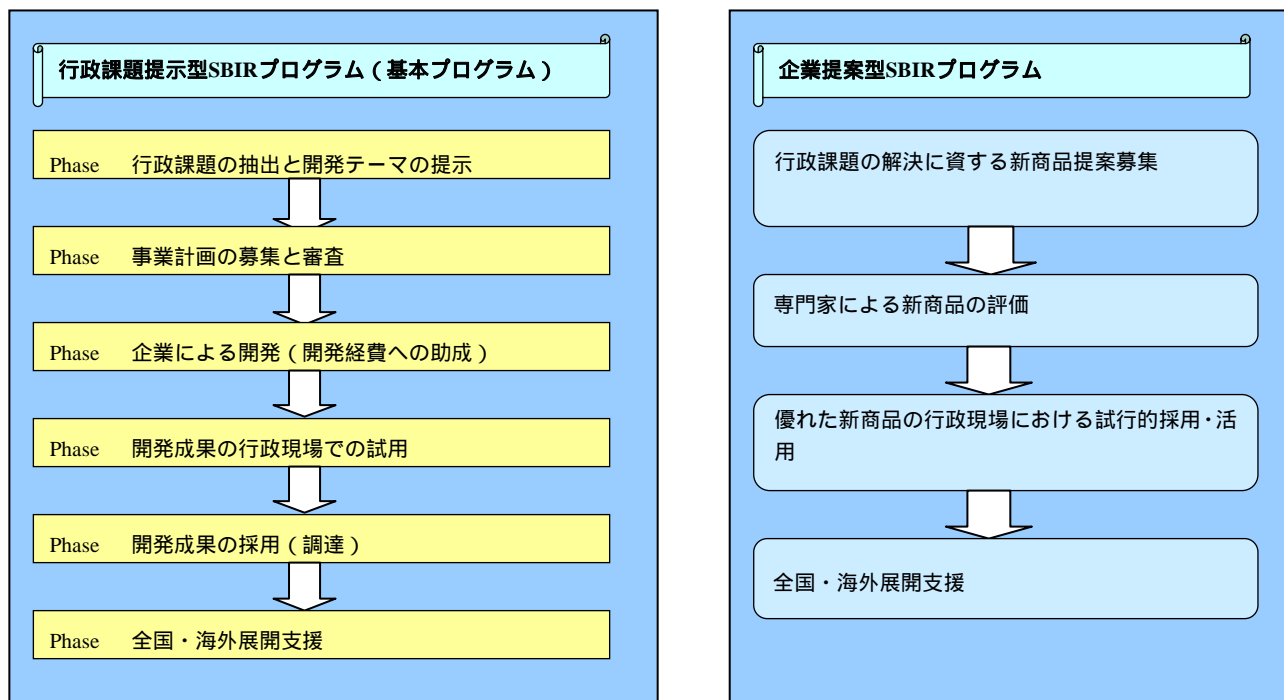 行政課題提示型SBIRプログラム（基本プログラム）
Phase 行政課題の抽出と開発テーマの提示
Phase 事業計画の募集と審査
Phase 企業による開発（開発経費への助成）
Phase 開発成果の行政現場での試用
Phase 開発成果の採用（調達）
Phase 全国・海外展開支援
企業提案型SBIRプログラム
行政課題の解決に資する新商品提案募集
専門家による新商品の評価
優れた新商品の行政現場における試行的採用・活
用
全国・海外展開支援